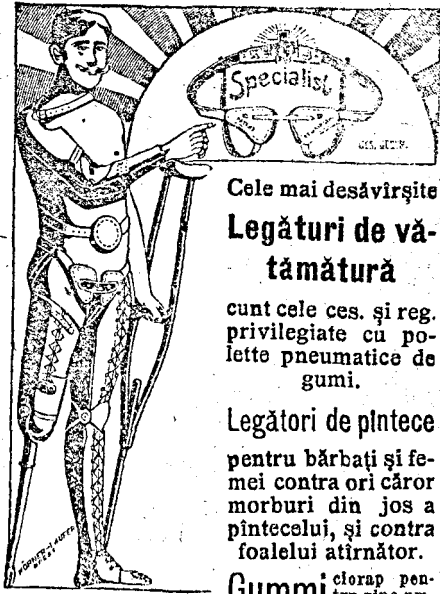 Specialist
Cele mai desăvîrşite
Legături de vă-
tămătură
cunt cele ces. şi reg.
privilegiate cu po-
lette pneumatice de
gumi.
Legători de pîntece
pentru bărbaţi şi fe-
mei contra ori căror
morburi din jos a
pîntecelui, şi contra
foalelui atîrnător.
Gummi ciorap pen-